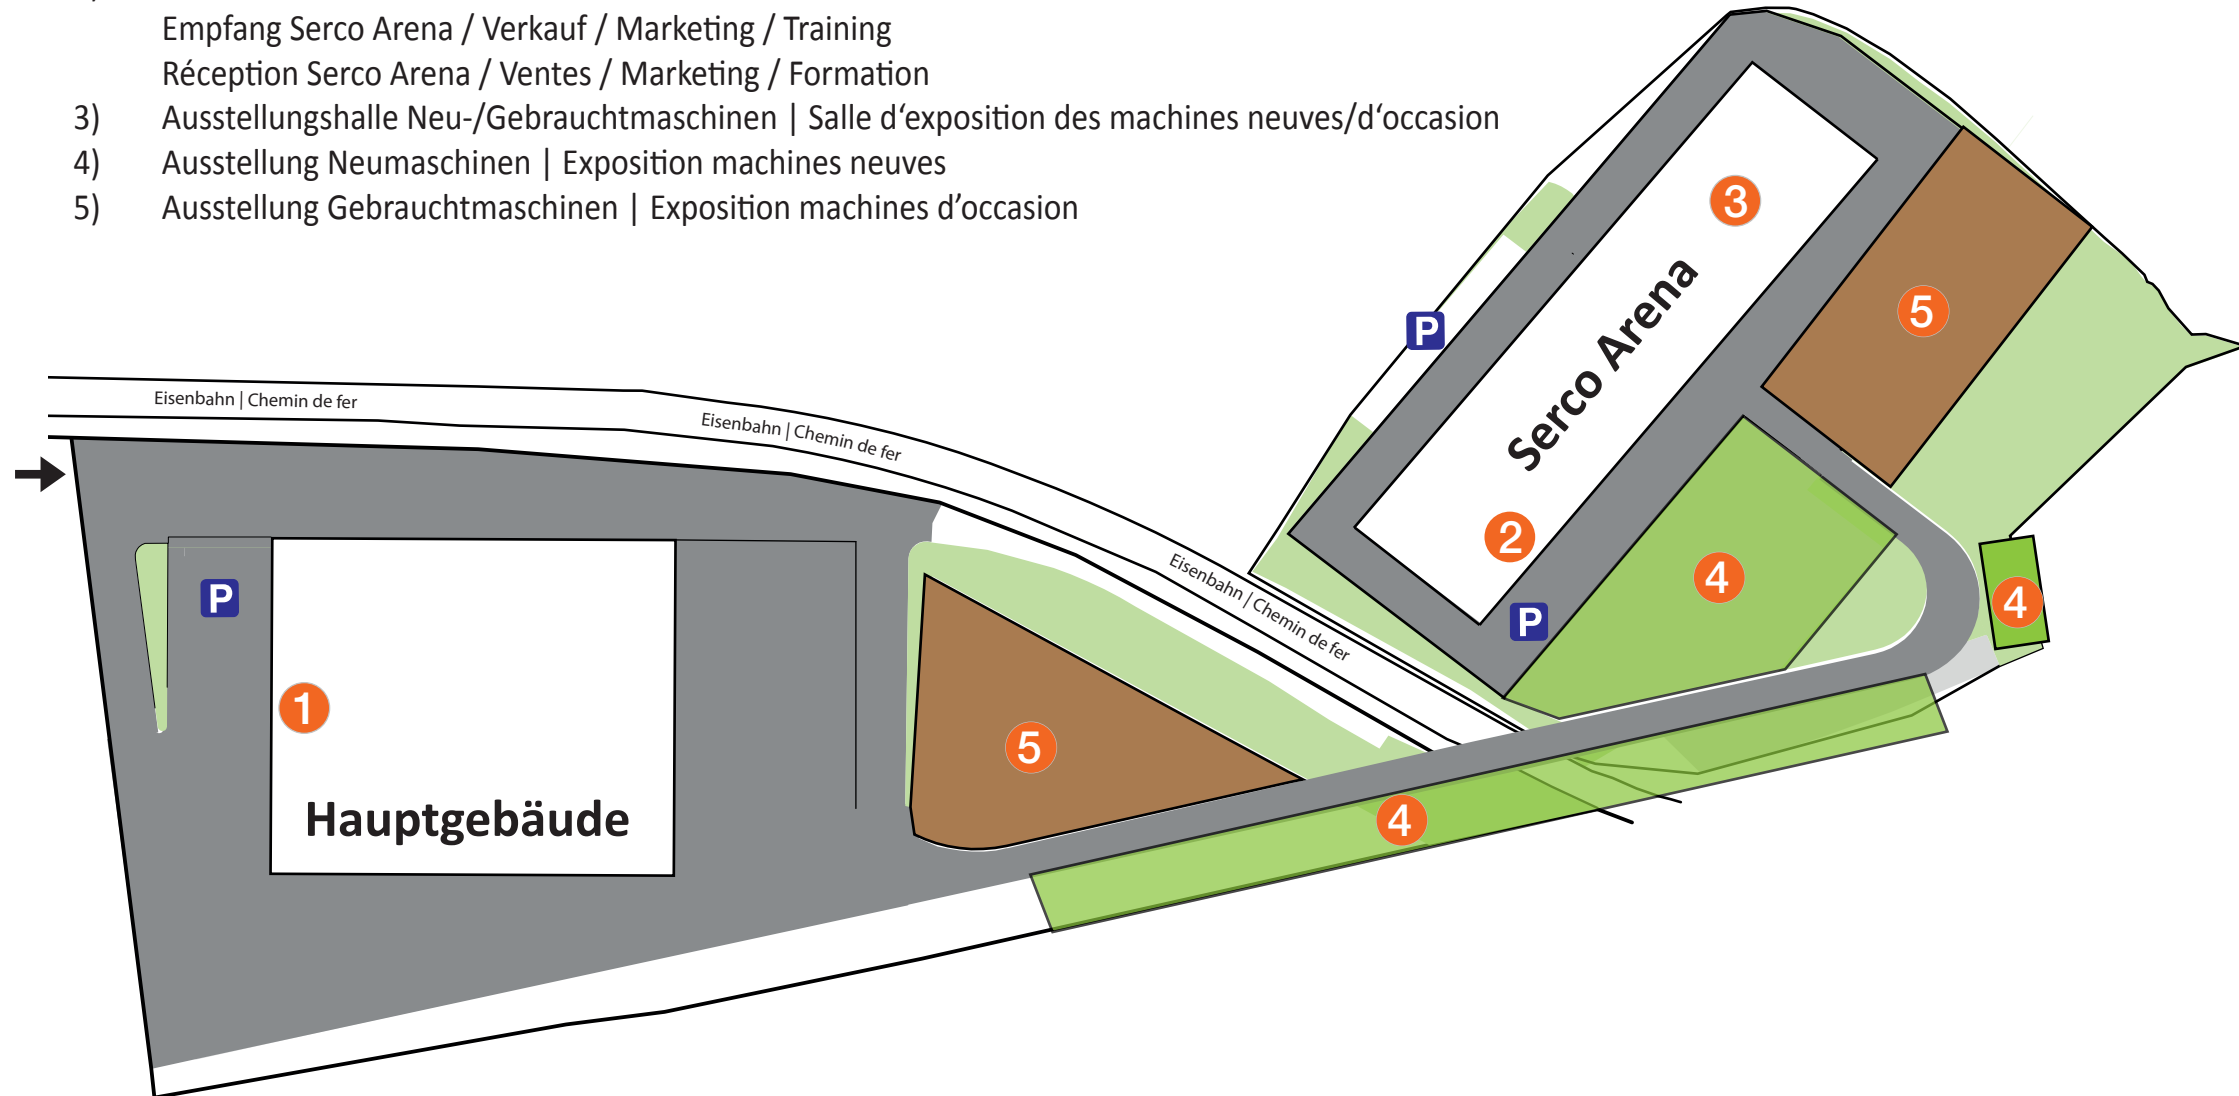 Empfang Serco Arena / Verkauf / Marketing / Training
Réception Serco Arena / Ventes / Marketing / Formation
3) Ausstellungshalle Neu-/Gebrauchtmaschinen | Salle d‘exposition des machines neuves/d‘occasion
4) Ausstellung Neumaschinen | Exposition machines neuves
5) Ausstellung Gebrauchtmaschinen | Exposition machines d’occasion
3
Serco Arena
5
P
Eisenbahn | Chemin de fer
Eisenbahn | Chemin de fer
2
Eisenbahn | Chemin de fer
4
4
P
P
1
5
Hauptgebäude
4